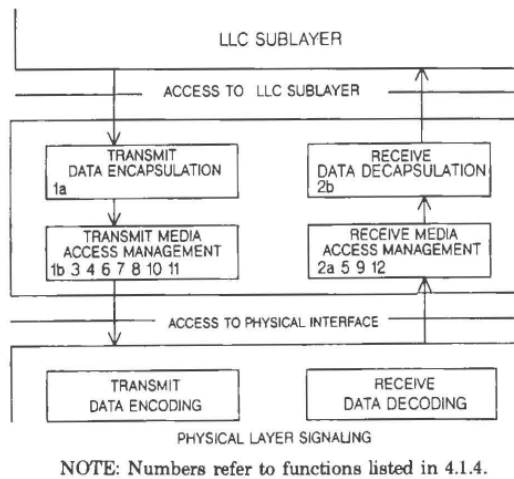 LLC SUBLAYER
ACCESS TO LLC SUBLAYER
TRANSMIT
DATA ENCAPSULATION
1a
RECEIVE
DATA DECAPSULATION
2b
TRANSMIT MEDIA
ACCESS MANAGEMENT
1b 3 4 6 7 8 10 11
RECEIVE MEDIA
ACCESS MANAGEMENT
2a 5 9 12
ACCESS TO PHYSICAL INTERFACE
TRANSMIT
DATA ENCODING
RECEIVE
DATA DECODING
PHYSICAL LAYER SIGNALING
NOTE: Numbers refer to functions listed in 4.1.4.